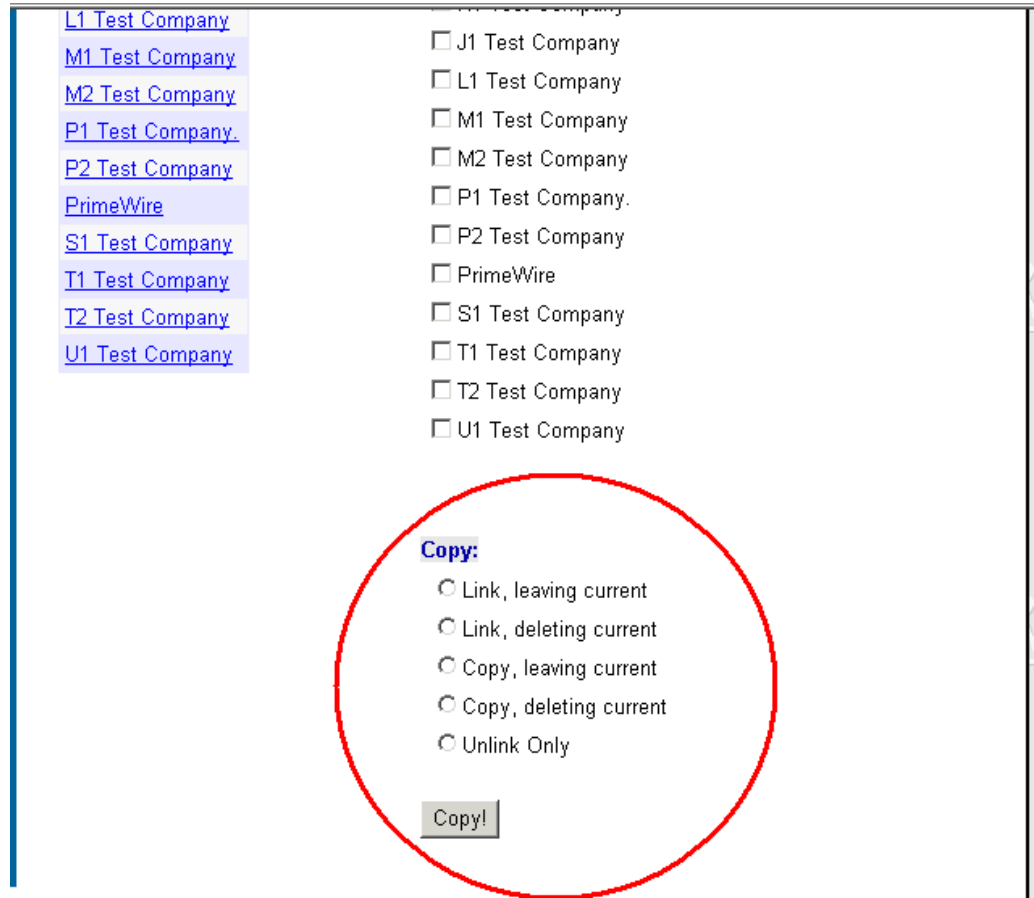 L1 Test Company
M1 Test Company
M2 Test Company
P1 Test Company.
P2 Test Company
PrimeWire
S1 Test Company
T1 Test Company
T2 Test Company
U1 Test Company
J1 Test Company
L1 Test Company
M1 Test Company
M2 Test Company
P1 Test Company.
P2 Test Company
PrimeWire
S1 Test Company
T1 Test Company
T2 Test Company
U1 Test Company
Copy:
Link, leaving current
Link, deleting current
Copy, leaving current
Copy, deleting current
Unlink Only
Copy!